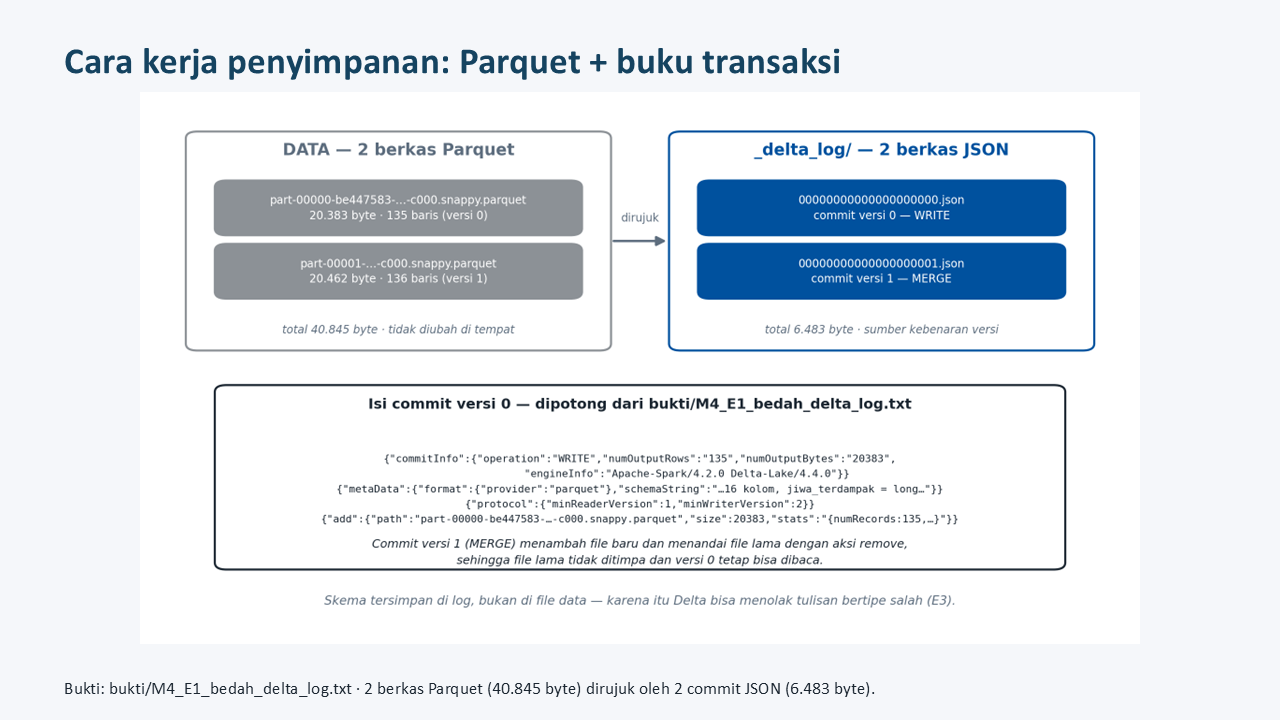 Cara kerja penyimpanan: Parquet + buku transaksi
DATA — 2 berkas Parquet
part-00000-be447583-...-c000.snappy.parquet
20.383 byte · 135 baris (versi 0)
part-00001-...-c000.snappy.parquet
20.462 byte · 136 baris (versi 1)
total 40.845 byte · tidak diubah di tempat
dirujuk
_delta_log/ — 2 berkas JSON
00000000000000000000.json
commit versi 0 — WRITE
00000000000000000001.json
commit versi 1 — MERGE
total 6.483 byte · sumber kebenaran versi
Isi commit versi 0 — dipotong dari bukti/M4_E1_bedah_delta_log.txt
{"commitInfo":{"operation":"WRITE","numOutputRows":"135","numOutputBytes":"20383",
"engineInfo":"Apache-Spark/4.2.0 Delta-Lake/4.4.0"}}
{"metaData":{"format":{"provider":"parquet"},"schemaString":"…16 kolom, jiwa_terdampak = long…"}}
{"protocol":{"minReaderVersion":1,"minWriterVersion":2}}
{"add":{"path":"part-00000-be447583-…-c000.snappy.parquet","size":20383,"stats":"{numRecords:135,…}"}}
Commit versi 1 (MERGE) menambah file baru dan menandai file lama dengan aksi remove,
sehingga file lama tidak ditimpa dan versi 0 tetap bisa dibaca.
Skema tersimpan di log, bukan di file data — karena itu Delta bisa menolak tulisan bertipe salah (E3).
Bukti: bukti/M4_E1_bedah_delta_log.txt · 2 berkas Parquet (40.845 byte) dirujuk oleh 2 commit JSON (6.483 byte).